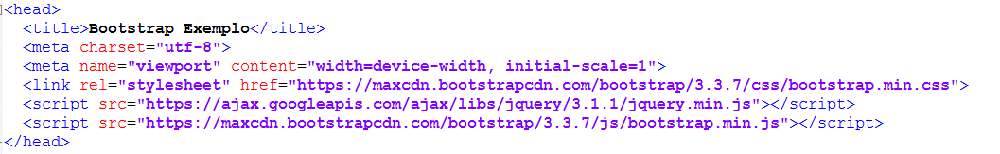 <head>
<title>Bootstrap Exemplo</title>
<meta charset="utf-8">
<meta name="viewport" content="width=device-width, initial-scale=1">
<link rel="stylesheet" href="https://maxcdn.bootstrapcdn.com/bootstrap/3.3.7/css/bootstrap.min.css">
<script src="https://ajax.googleapis.com/ajax/libs/jquery/3.1.1/jquery.min.js"></script>
<script src="https://maxcdn.bootstrapcdn.com/bootstrap/3.3.7/js/bootstrap.min.js"></script>
</head>